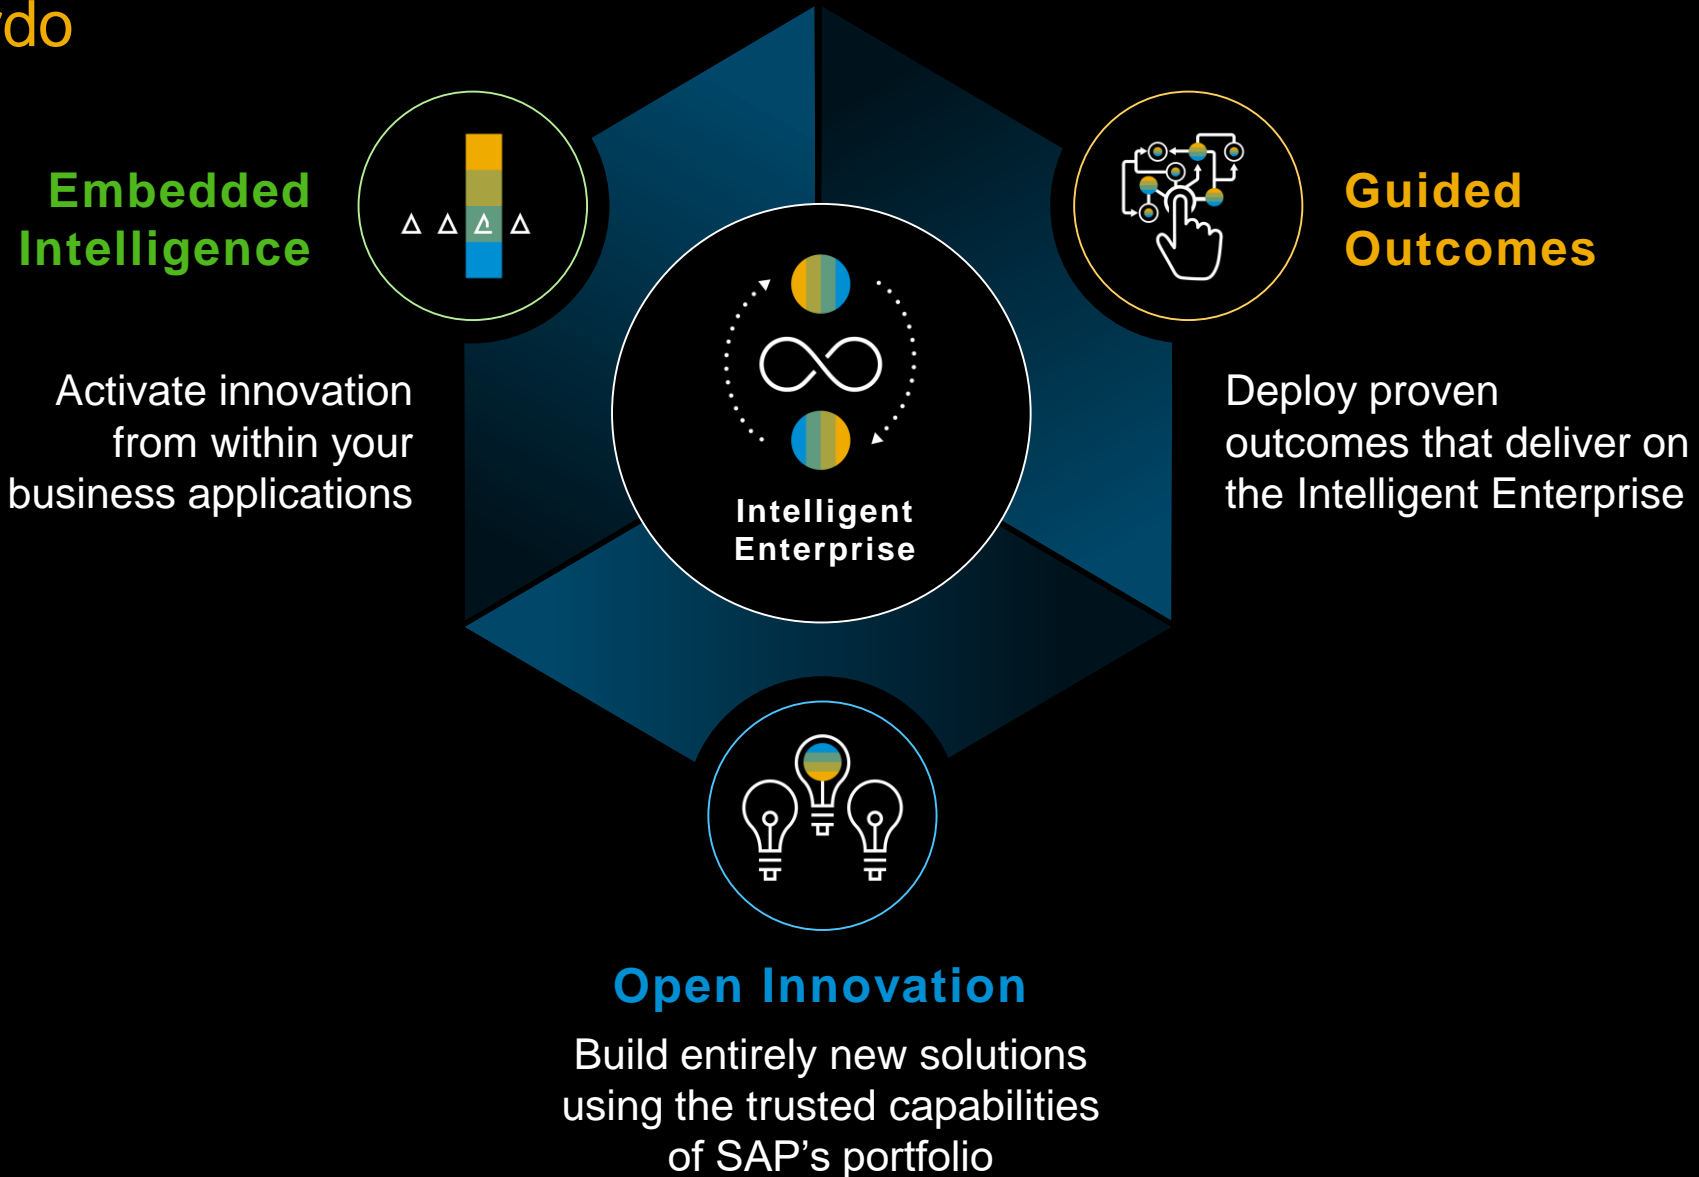 do
Embedded
Intelligence
Activate innovation
from within your
business applications
Guided
Outcomes
Deploy proven
outcomes that deliver on
the Intelligent Enterprise
Intelligent
Enterprise
Open Innovation
Build entirely new solutions
using the trusted capabilities
of SAP’s portfolio